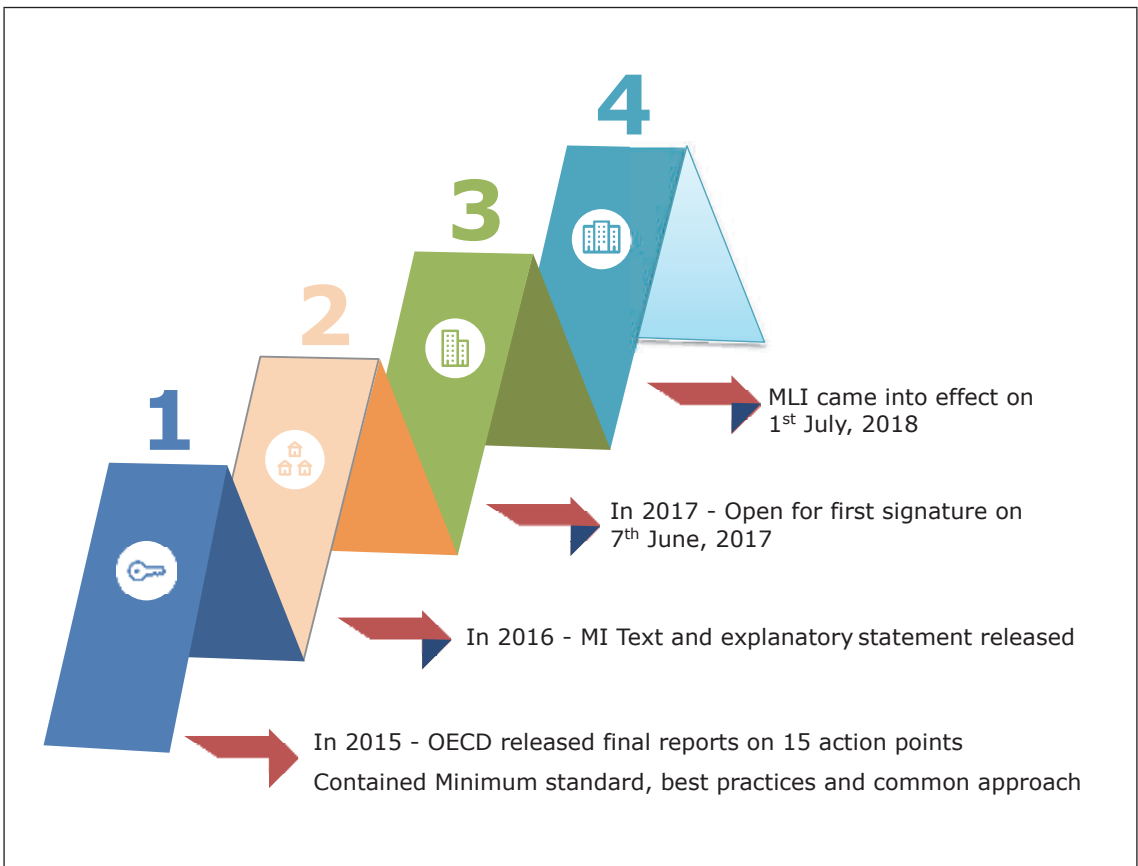 4
3
2
1
MLI came into effect on
1st July, 2018
In 2017 - Open for first signature on
7th June, 2017
In 2016 - MI Text and explanatory statement released
In 2015 - OECD released final reports on 15 action points
Contained Minimum standard, best practices and common approach